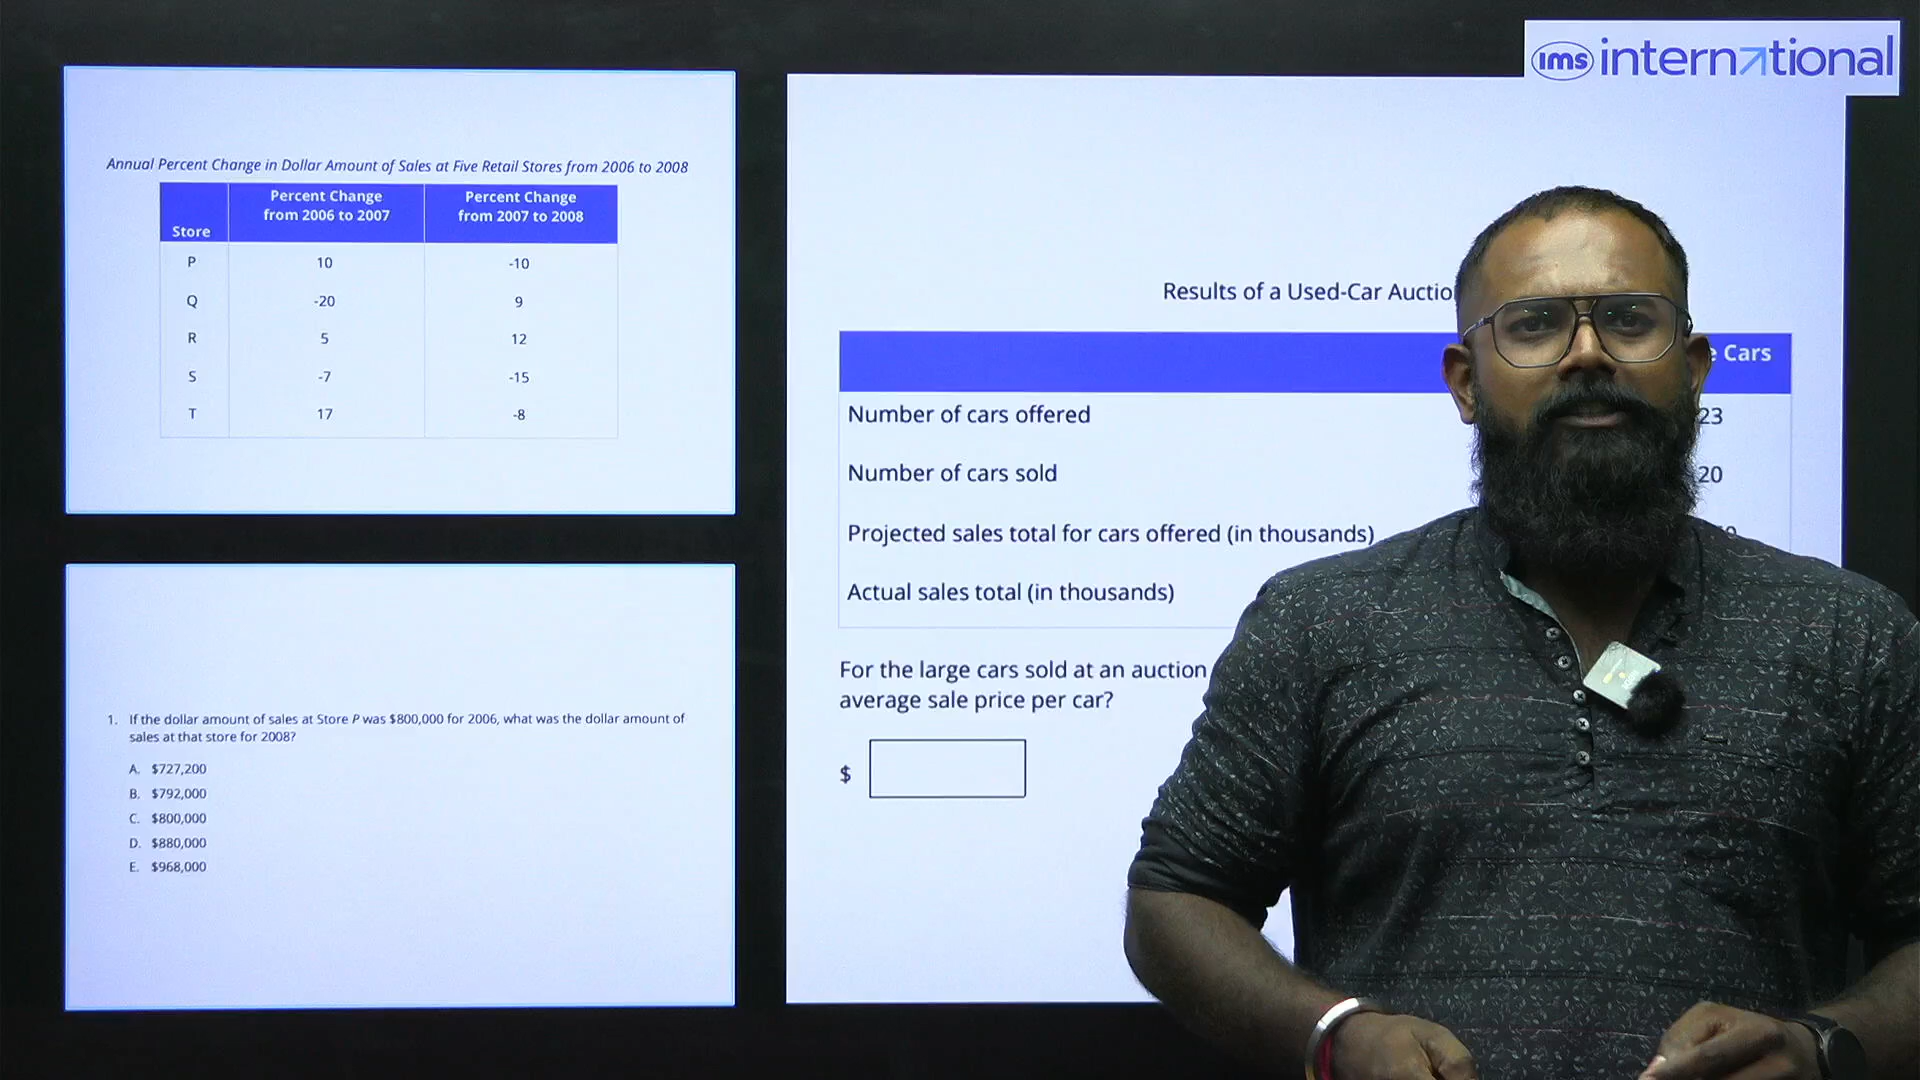 ims international
Annual Percent Change in Dollar Amount of Sales at Five Retail Stores from 2006 to 2008
Store Percent Change from 2006 to 2007 Percent Change from 2007 to 2008
P 10 -10
Q -20 9
R 5 12
S -7 -15
T 17 -8
1. If the dollar amount of sales at Store P was $800,000 for 2006, what was the dollar amount of
sales at that store for 2008?
A. $727,200
B. $792,000
C. $800,000
D. $880,000
E. $968,000
Results of a Used-Car
Cars
Number of cars offered 23
Number of cars sold 20
Projected sales total for cars offered (in thousands)
Actual sales total (in thousands)
For the large cars sold at an auction
average sale price per car?
$